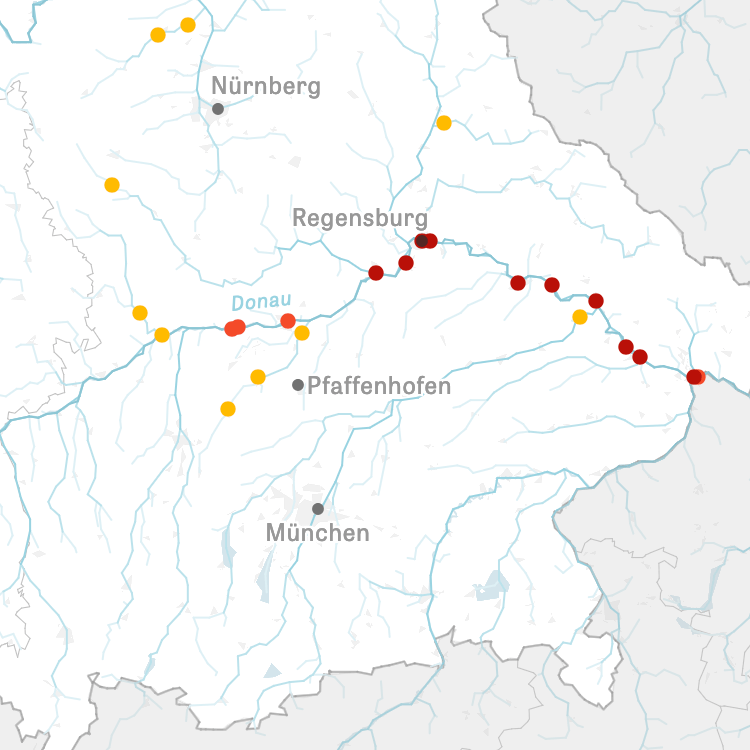 Nürnberg
Regensburg
Donau
Pfaffenhofen
München